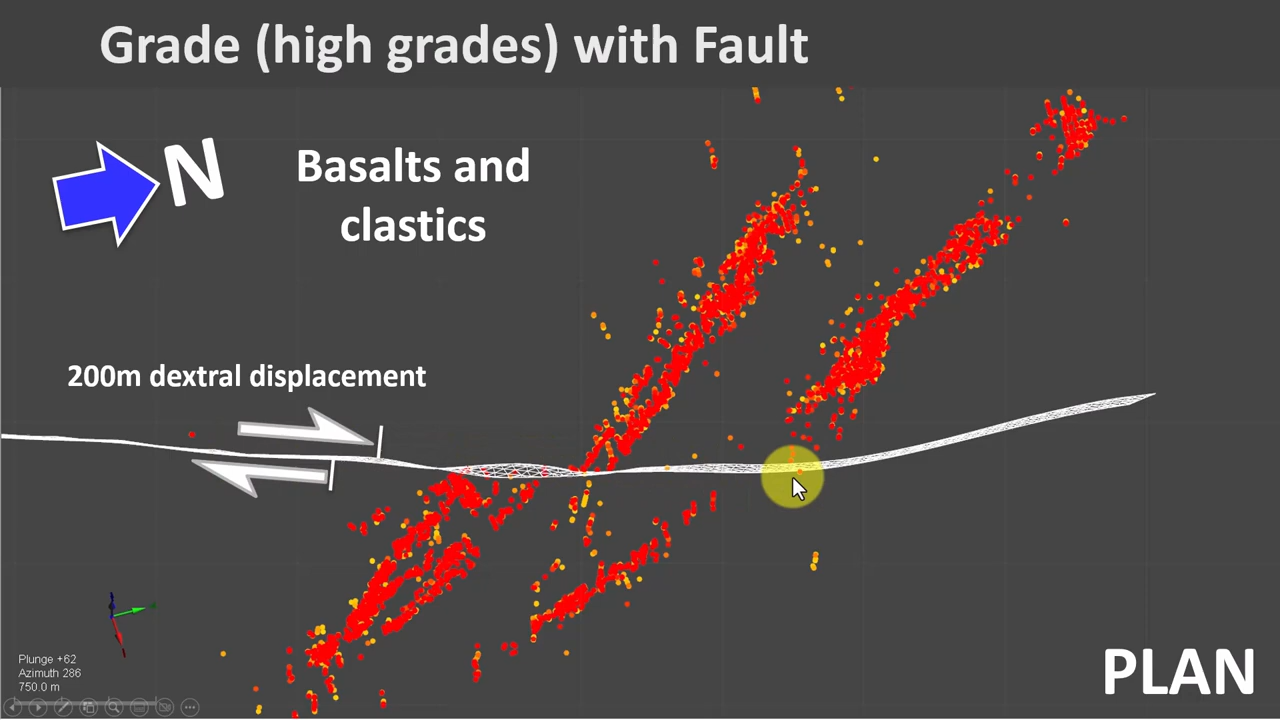 Grade (high grades) with Fault
N
Basalts and
clastics
200m dextral displacement
Plunge +62
Azimuth 286
750.0 m
PLAN